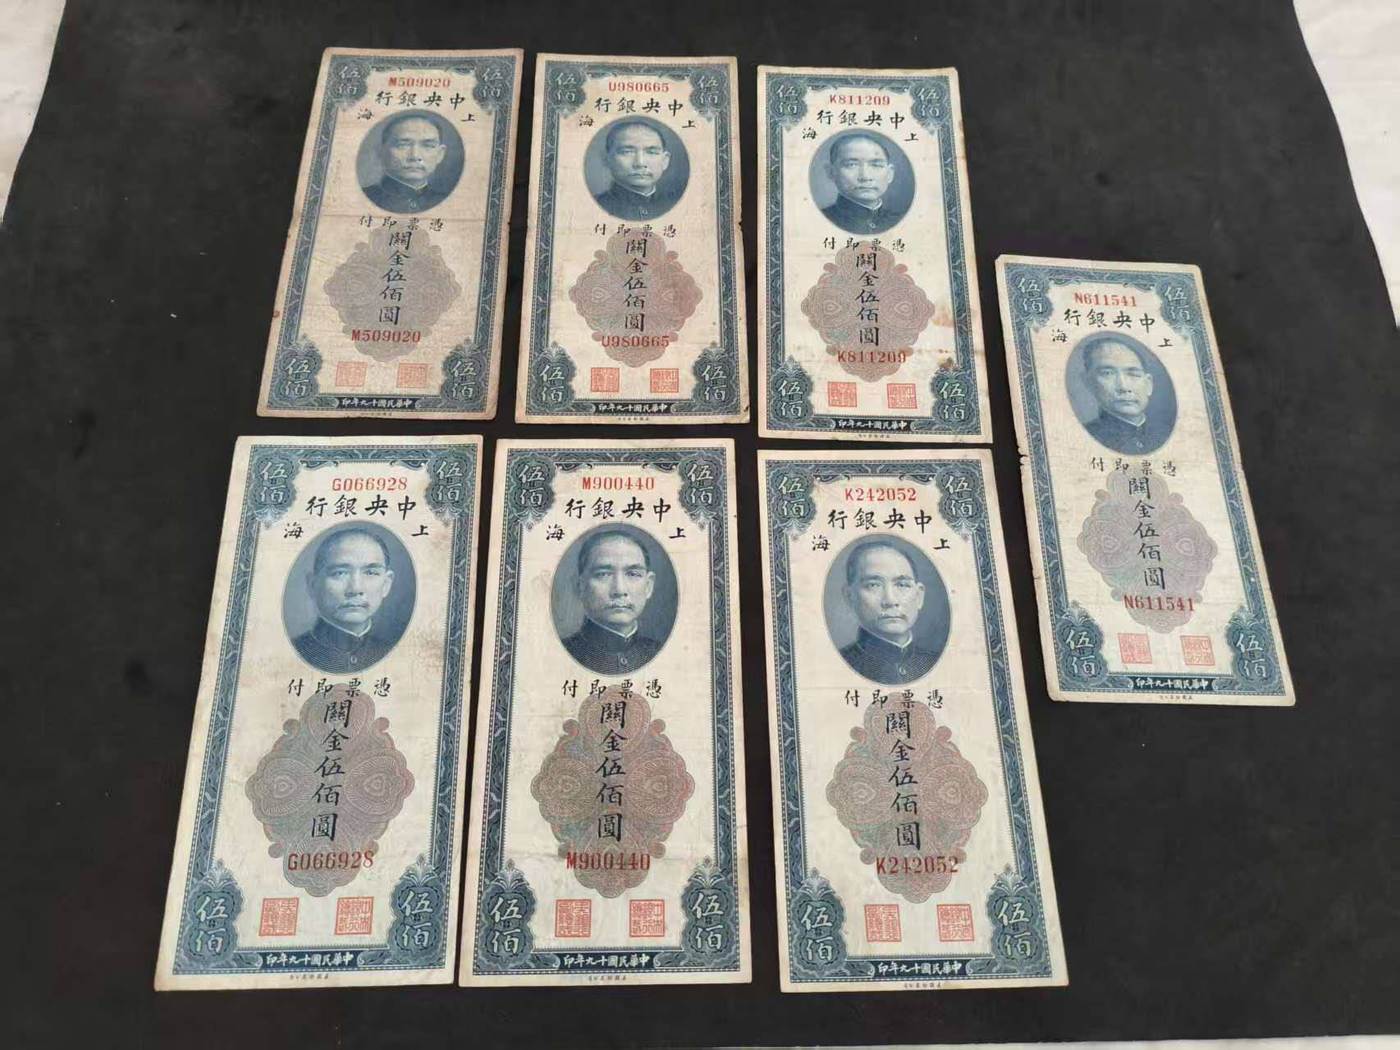 伍佰 M509020 伍佰
行銀央中
海 上
付即票憑
關金伍佰圓
M509020
伍佰 伍佰
印年九十國民華中
伍佰 U980665 伍佰
行銀央中
海 上
付即票憑
關金伍佰圓
U980665
伍佰 伍佰
印年九十國民華中
伍佰 K811209 伍佰
行銀央中
海 上
付即票憑
關金伍佰圓
K811209
伍佰 伍佰
印年九十國民華中
伍佰 N611541 伍佰
行銀央中
海 上
付即票憑
關金伍佰圓
N611541
伍佰 伍佰
印年九十國民華中
伍佰 G066928 伍佰
行銀央中
海 上
付即票憑
關金伍佰圓
G066928
伍佰 伍佰
印年九十國民華中
伍佰 M900440 伍佰
行銀央中
海 上
付即票憑
關金伍佰圓
M900440
伍佰 伍佰
印年九十國民華中
伍佰 K242052 伍佰
行銀央中
海 上
付即票憑
關金伍佰圓
K242052
伍佰 伍佰
印年九十國民華中